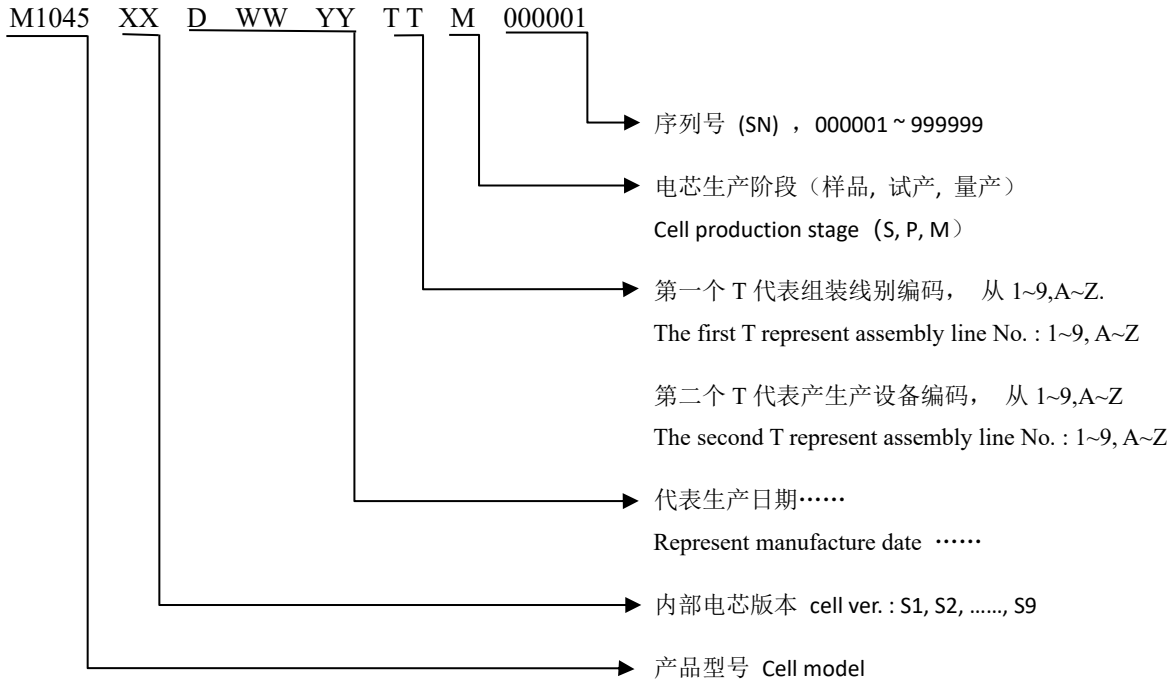 M1045 XX D WW YY T T M 000001
序列号 (SN) ，000001 ~ 999999
电芯生产阶段（样品, 试产, 量产）
Cell production stage（S, P, M）
第一个 T 代表组装线别编码， 从 1~9,A~Z.
The first T represent assembly line No. : 1~9, A~Z
第二个 T 代表产生产设备编码， 从 1~9,A~Z
The second T represent assembly line No. : 1~9, A~Z
代表生产日期……
Represent manufacture date ……
内部电芯版本 cell ver. : S1, S2, ……, S9
产品型号 Cell model